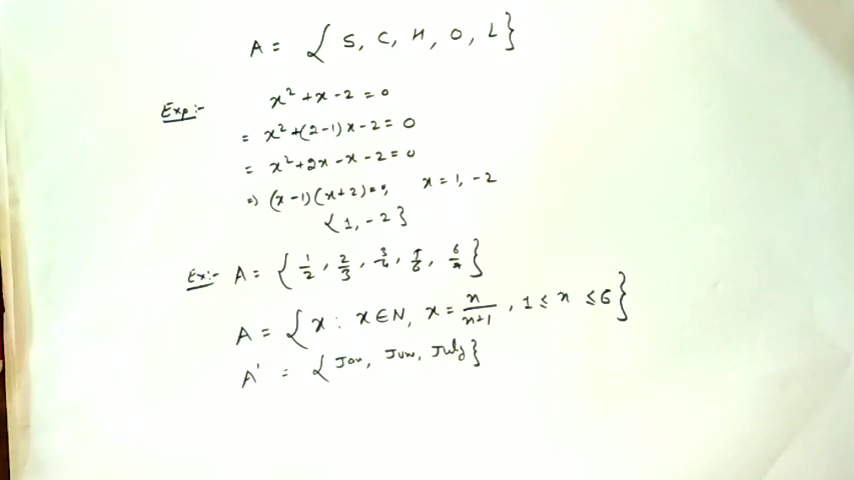 A = { S, C, H, O, L }
Exp:- x² + x - 2 = 0
= x² + (2-1) x - 2 = 0
= x² + 2x - x - 2 = 0
=> (x-1) (x+2) = 0, x = 1, -2
{ 1, -2 }
Ex:- A = { 1/2, 2/3, 3/4, 5/6, 6/7 }
A = { x : x ∈ N, x = n/n+1, 1 ≤ n ≤ 6 }
A' = { Jan, Jun, July }